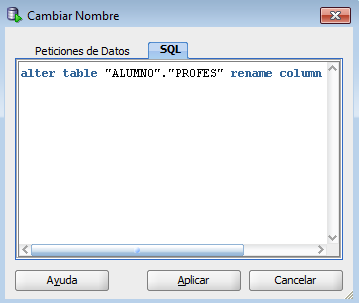 Cambiar Nombre
Peticiones de Datos SQL
alter table "ALUMNO"."PROFES" rename column
Ayuda Aplicar Cancelar